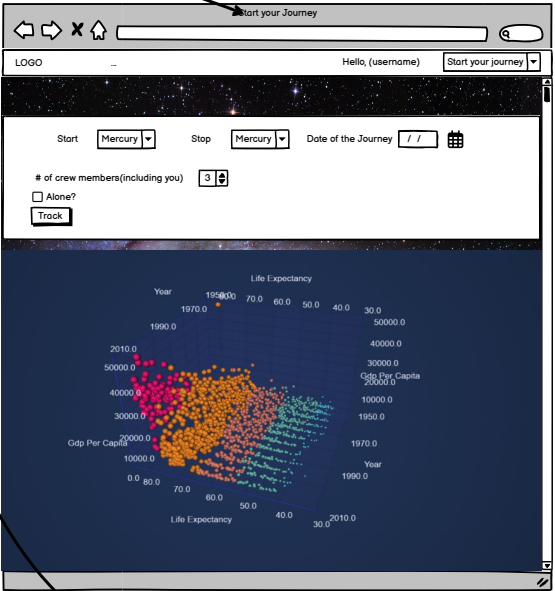 Start your Journey
LOGO ... Hello, (username) Start your journey
Start Mercury Stop Mercury Date of the Journey / /
# of crew members(including you) 3
Alone?
Track
Life Expectancy
Year 1950.0 80.0 70.0 60.0 50.0 40.0 30.0
1970.0 50000.0
1990.0 40000.0
2010.0 30000.0
50000.0 Gdp Per Capita
20000.0
40000.0 10000.0
30000.0 1950.0
20000.0 1970.0
Gdp Per Capita
10000.0 Year
0.0 80.0 1990.0
70.0
60.0
50.0
Life Expectancy 40.0
30.0 2010.0